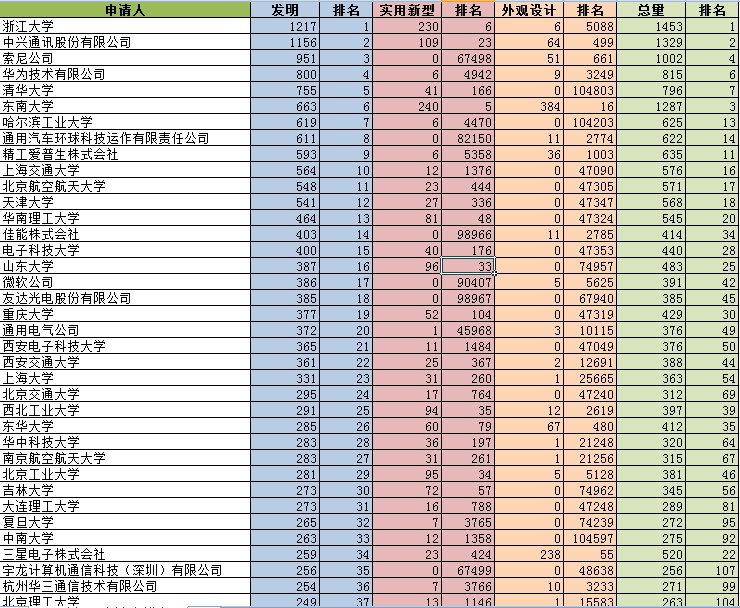 申请人 发明 排名 实用新型 排名 外观设计 排名 总量 排名
浙江大学 1217 1 230 6 6 5088 1453 1
中兴通讯股份有限公司 1156 2 109 23 64 499 1329 2
索尼公司 951 3 0 67498 51 661 1002 4
华为技术有限公司 800 4 6 4942 9 3249 815 6
清华大学 755 5 41 166 0 104803 796 7
东南大学 663 6 240 5 384 16 1287 3
哈尔滨工业大学 619 7 6 4470 0 104203 625 13
通用汽车环球科技运作有限责任公司 611 8 0 82150 11 2774 622 14
精工爱普生株式会社 593 9 6 5358 36 1003 635 11
上海交通大学 564 10 12 1376 0 47090 576 16
北京航空航天大学 548 11 23 444 0 47305 571 17
天津大学 541 12 27 336 0 47347 568 18
华南理工大学 464 13 81 48 0 47324 545 20
佳能株式会社 403 14 0 98966 11 2785 414 34
电子科技大学 400 15 40 176 0 47353 440 28
山东大学 387 16 96 33 0 74957 483 25
微软公司 386 17 0 90407 5 5625 391 42
友达光电股份有限公司 385 18 0 98967 0 67940 385 45
重庆大学 377 19 52 104 0 47319 429 30
通用电气公司 372 20 1 45968 3 10115 376 49
西安电子科技大学 365 21 11 1484 0 47049 376 50
西安交通大学 361 22 25 367 2 12691 388 44
上海大学 331 23 31 260 1 25665 363 54
北京交通大学 295 24 17 764 0 47240 312 69
西北工业大学 291 25 94 35 12 2619 397 39
东华大学 285 26 60 79 67 480 412 35
华中科技大学 283 28 36 197 1 21248 320 64
南京航空航天大学 283 27 31 261 1 21256 315 67
北京工业大学 281 29 95 34 5 5128 381 46
吉林大学 273 30 72 57 0 74962 345 56
大连理工大学 273 31 16 788 0 47248 289 81
复旦大学 265 32 7 3765 0 74239 272 95
中南大学 263 33 12 1358 0 104597 275 92
三星电子株式会社 259 34 23 424 238 55 520 22
宇龙计算机通信科技（深圳）有限公司 256 35 0 67499 0 48638 256 107
杭州华三通信技术有限公司 254 36 7 3766 10 3233 271 99
北京理工大学 249 37 13 1146 1 15583 263 104